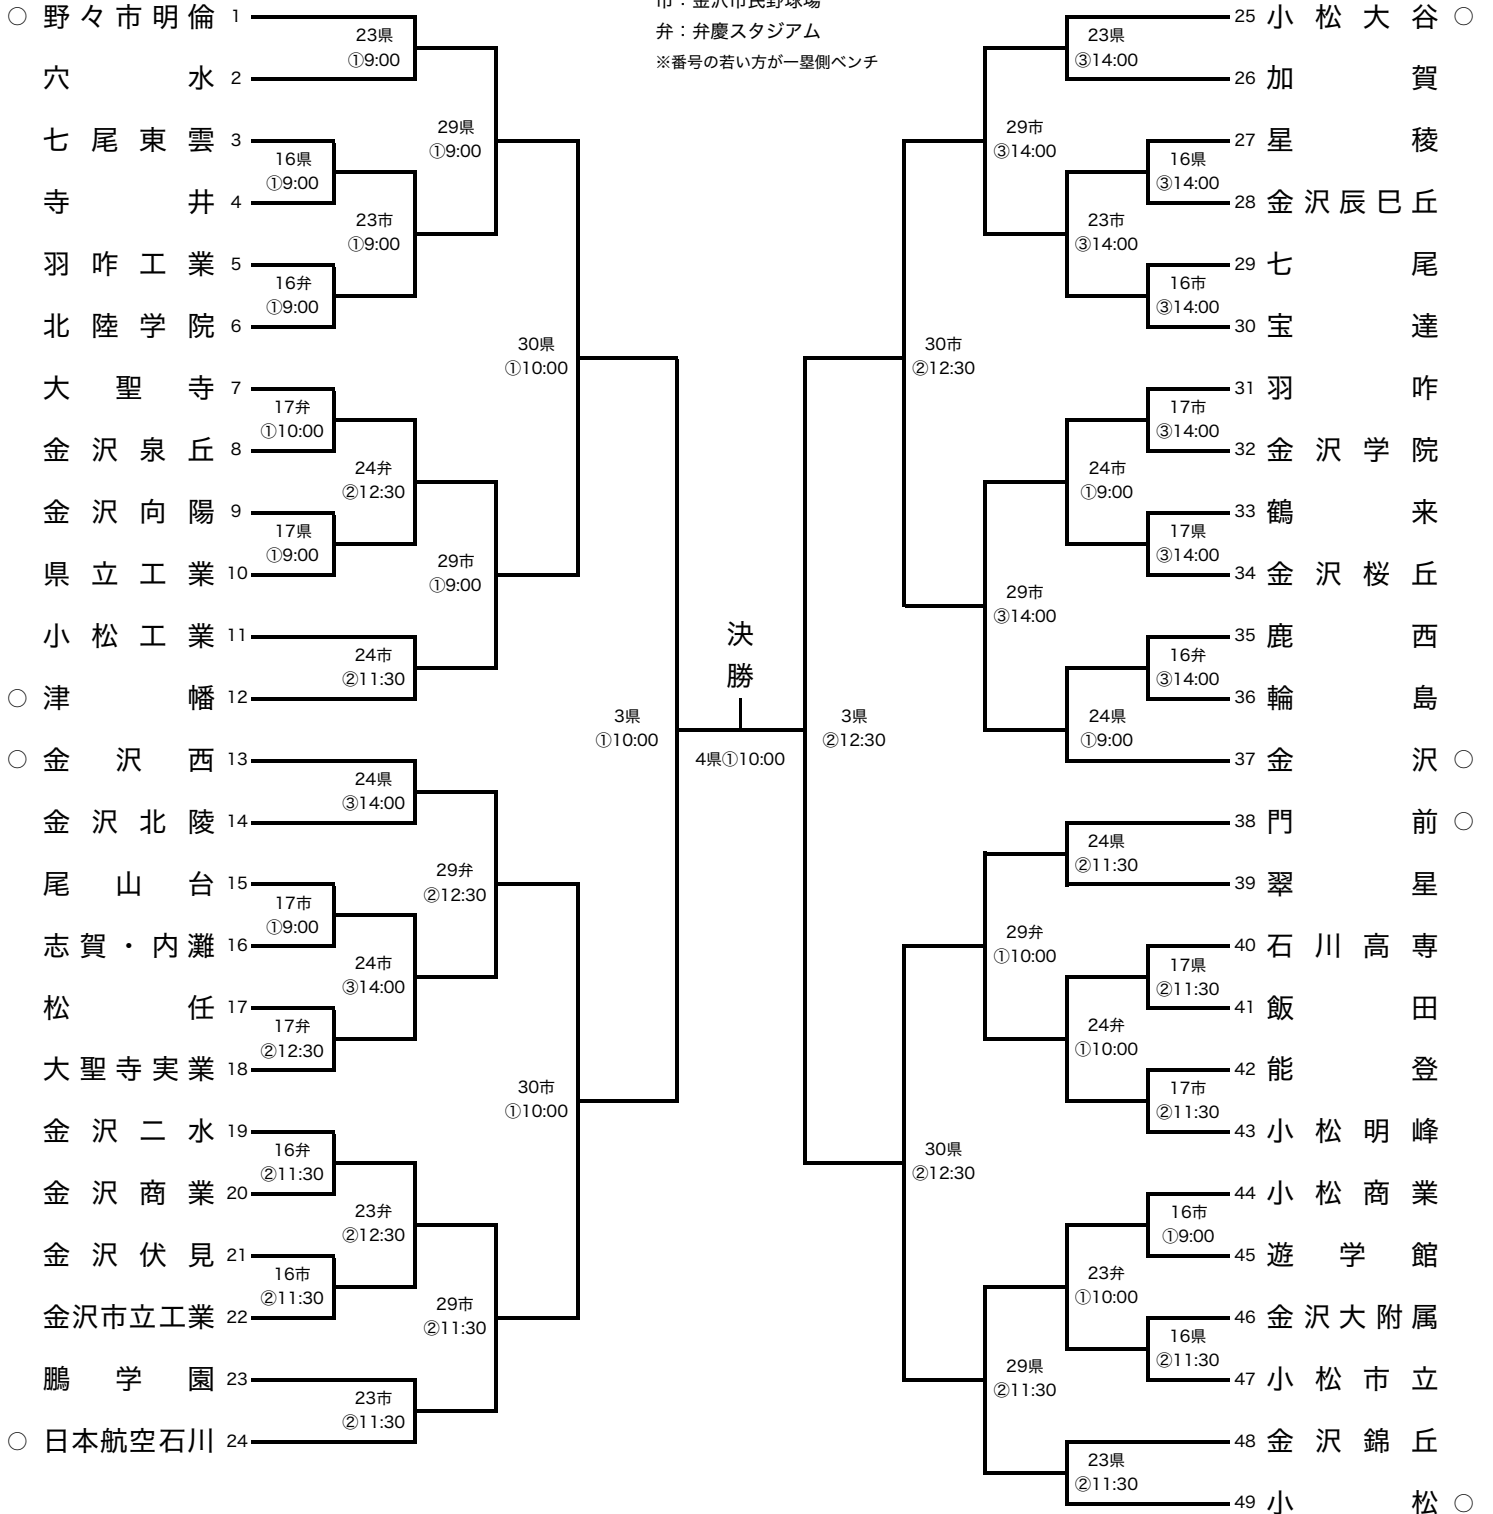 市：金沢市民野球場
弁：弁慶スタジアム
※番号の若い方が一塁側ベンチ
○ 野々市明倫 1
穴水 2
七尾東雲 3
寺井 4
羽咋工業 5
北陸学院 6
大聖寺 7
金沢泉丘 8
金沢向陽 9
県立工業 10
小松工業 11
○ 津幡 12
○ 金沢西 13
金沢北陵 14
尾山台 15
志賀・内灘 16
松任 17
大聖寺実業 18
金沢二水 19
金沢商業 20
金沢伏見 21
金沢市立工業 22
鵬学園 23
○ 日本航空石川 24
23県
①9:00
16県
①9:00
23市
①9:00
16弁
①9:00
29県
①9:00
17弁
①10:00
24弁
②12:30
17県
①9:00
29市
①9:00
24市
②11:30
30県
①10:00
24県
③14:00
17市
①9:00
24市
③14:00
17弁
②12:30
29弁
②12:30
16弁
②11:30
23弁
②12:30
16市
②11:30
29市
②11:30
23市
②11:30
30市
①10:00
3県
①10:00
決
勝
4県①10:00
3県
②12:30
30市
②12:30
30県
②12:30
29市
③14:00
23県
③14:00
23市
③14:00
16県
③14:00
16市
③14:00
29市
③14:00
24市
①9:00
17市
③14:00
17県
③14:00
24県
①9:00
16弁
③14:00
29弁
①10:00
24県
②11:30
24弁
①10:00
17県
②11:30
17市
②11:30
29県
②11:30
23弁
①10:00
16市
①9:00
16県
②11:30
23県
②11:30
25 小松大谷 ○
26 加賀
27 星稜
28 金沢辰巳丘
29 七尾
30 宝達
31 羽咋
32 金沢学院
33 鶴来
34 金沢桜丘
35 鹿西
36 輪島
37 金沢 ○
38 門前 ○
39 翠星
40 石川高専
41 飯田
42 能登
43 小松明峰
44 小松商業
45 遊学館
46 金沢大附属
47 小松市立
48 金沢錦丘
49 小松 ○